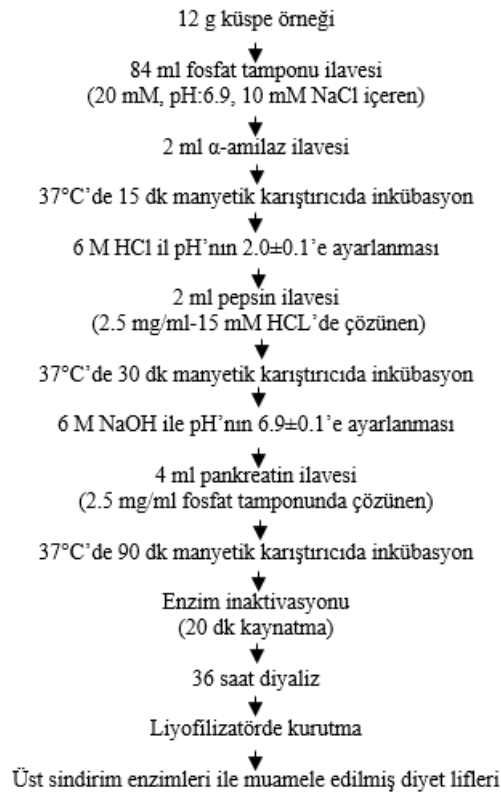 12 g küspe örneği
84 ml fosfat tamponu ilavesi
(20 mM, pH:6.9, 10 mM NaCl içeren)
2 ml α-amilaz ilavesi
37°C’de 15 dk manyetik karıştırıcıda inkübasyon
6 M HCl il pH’nın 2.0±0.1’e ayarlanması
2 ml pepsin ilavesi
(2.5 mg/ml-15 mM HCL’de çözünen)
37°C’de 30 dk manyetik karıştırıcıda inkübasyon
6 M NaOH ile pH’nın 6.9±0.1’e ayarlanması
4 ml pankreatin ilavesi
(2.5 mg/ml fosfat tamponunda çözünen)
37°C’de 90 dk manyetik karıştırıcıda inkübasyon
Enzim inaktivasyonu
(20 dk kaynatma)
36 saat diyaliz
Liyofilizatörde kurutma
Üst sindirim enzimleri ile muamele edilmiş diyet lifleri